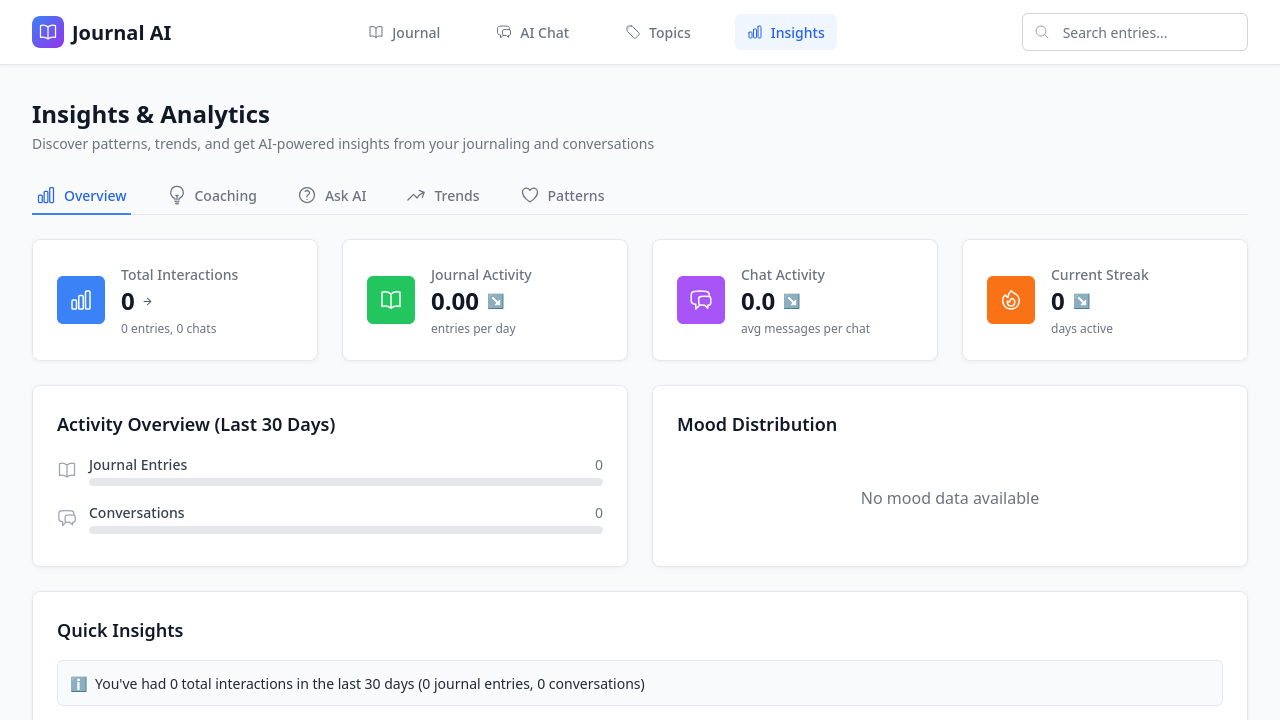 Journal AI
Journal
AI Chat
Topics
Insights
Search entries...
Insights & Analytics
Discover patterns, trends, and get AI-powered insights from your journaling and conversations
Overview
Coaching
Ask AI
Trends
Patterns
Total Interactions
0 →
0 entries, 0 chats
Journal Activity
0.00 ↘️
entries per day
Chat Activity
0.0 ↘️
avg messages per chat
Current Streak
0 ↘️
days active
Activity Overview (Last 30 Days)
Journal Entries 0
Conversations 0
Mood Distribution
No mood data available
Quick Insights
ℹ️ You've had 0 total interactions in the last 30 days (0 journal entries, 0 conversations)